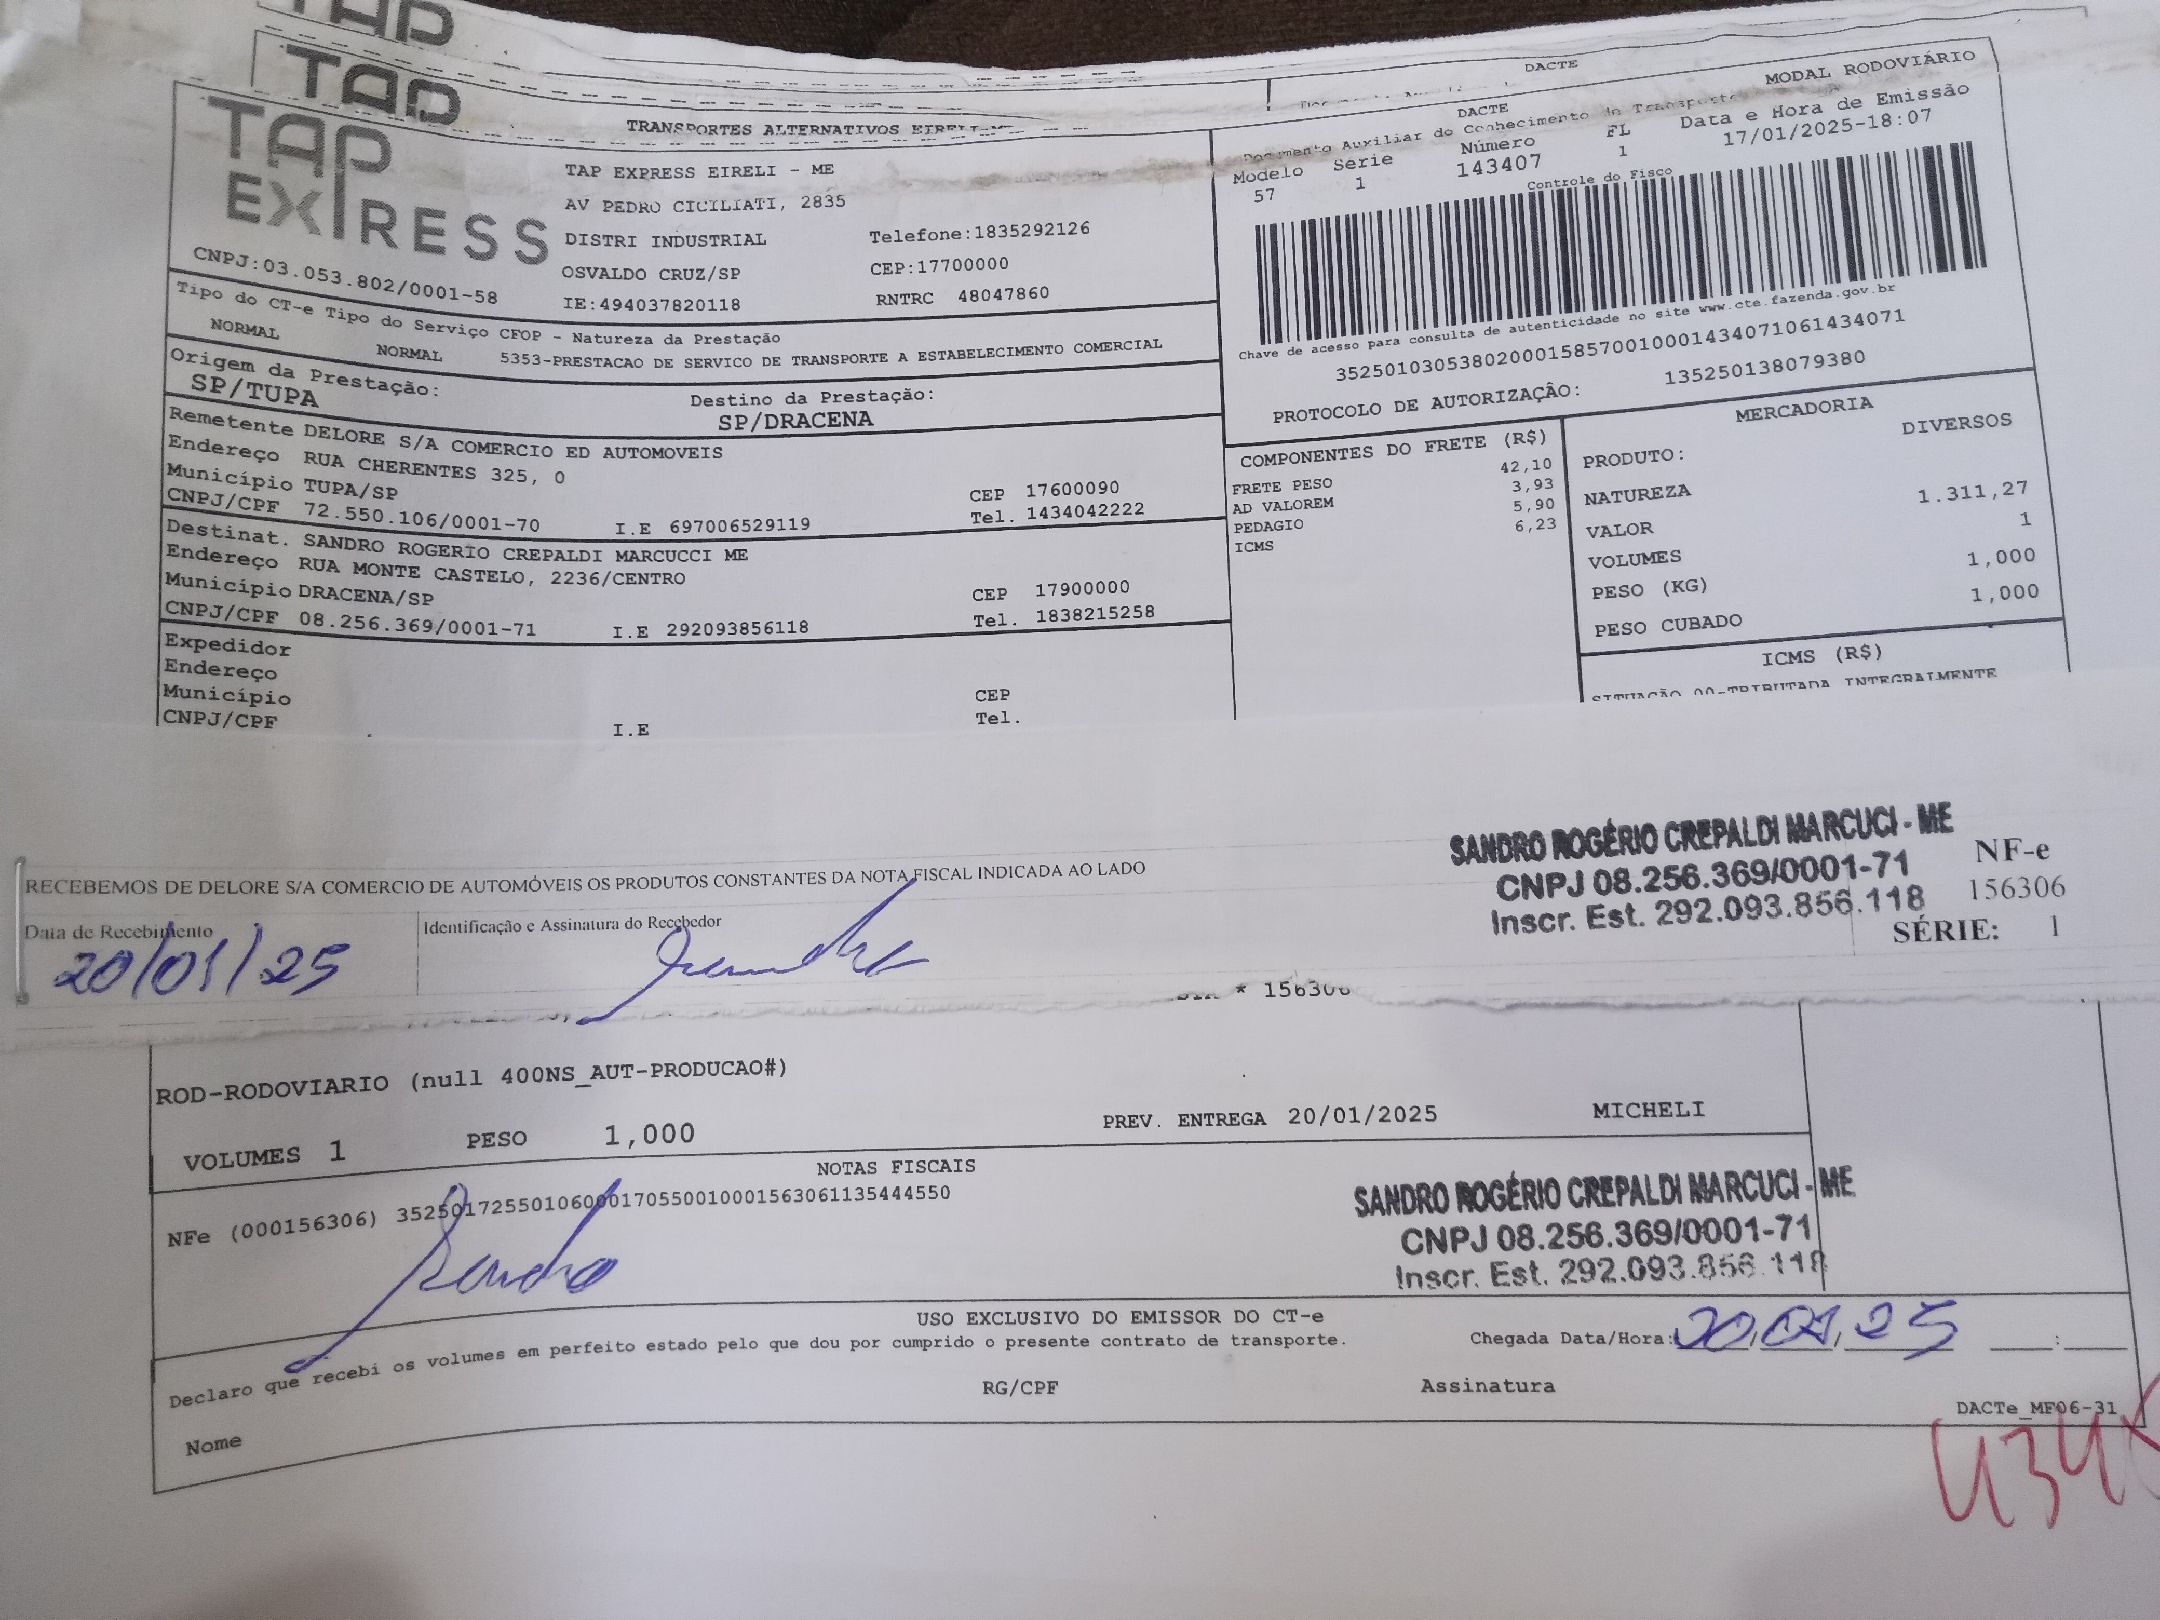 TAP
TAP
DACTE
TRANSPORTES ALTERNATIVOS EIRELI-ME
TAP
EXPRESS
CNPJ:03.053.802/0001-58
TAP EXPRESS EIRELI - ME
AV PEDRO CICILIATI, 2835
DISTRI INDUSTRIAL
Telefone:1835292126
OSVALDO CRUZ/SP
CEP:17700000
IE:494037820118
RNTRC 48047860
DACTE
MODAL RODOVIÁRIO
Documento Auxiliar do Conhecimento de Transporte
Modelo Serie Número FL Data e Hora de Emissão
57 1 143407 1 17/01/2025-18:07
Controle do Fisco
Chave de acesso para consulta de autenticidade no site www.cte.fazenda.gov.br
35250103053802000158570010001434071061434071
PROTOCOLO DE AUTORIZAÇÃO: 135250138079380
Tipo do CT-e Tipo do Serviço CFOP - Natureza da Prestação
NORMAL NORMAL 5353-PRESTACAO DE SERVICO DE TRANSPORTE A ESTABELECIMENTO COMERCIAL
Origem da Prestação: Destino da Prestação:
SP/TUPA SP/DRACENA
Remetente DELORE S/A COMERCIO ED AUTOMOVEIS
Endereço RUA CHERENTES 325, 0
Município TUPA/SP CEP 17600090
CNPJ/CPF 72.550.106/0001-70 I.E 697006529119 Tel. 1434042222
Destinat. SANDRO ROGERIO CREPALDI MARCUCCI ME
Endereço RUA MONTE CASTELO, 2236/CENTRO
Município DRACENA/SP CEP 17900000
CNPJ/CPF 08.256.369/0001-71 I.E 292093856118 Tel. 1838215258
Expedidor
Endereço
Município CEP
CNPJ/CPF I.E Tel.
COMPONENTES DO FRETE (R$)
FRETE PESO 42,10
AD VALOREM 3,93
PEDAGIO 5,90
ICMS 6,23
MERCADORIA
PRODUTO: DIVERSOS
NATUREZA
VALOR 1.311,27
VOLUMES 1
PESO (KG) 1,000
PESO CUBADO 1,000
ICMS (R$)
SITUAÇÃO 00-TRIBUTADA INTEGRALMENTE
SANDRO ROGÉRIO CREPALDI MARCUCI - ME
CNPJ 08.256.369/0001-71
Inscr. Est. 292.093.856.118
NF-e
156306
SÉRIE: 1
RECEBEMOS DE DELORE S/A COMERCIO DE AUTOMÓVEIS OS PRODUTOS CONSTANTES DA NOTA FISCAL INDICADA AO LADO
Data de Recebimento Identificação e Assinatura do Recebedor
20/01/25
* 156306
ROD-RODOVIARIO (null 400NS_AUT-PRODUCAO#)
VOLUMES 1 PESO 1,000 PREV. ENTREGA 20/01/2025 MICHELI
NOTAS FISCAIS
NFe (000156306) 35250172550106000170550010001563061135444550
Sandro
SANDRO ROGÉRIO CREPALDI MARCUCI - ME
CNPJ 08.256.369/0001-71
Inscr. Est. 292.093.856.118
USO EXCLUSIVO DO EMISSOR DO CT-e
Declaro que recebi os volumes em perfeito estado pelo que dou por cumprido o presente contrato de transporte.
Chegada Data/Hora: 20,01,25 :
Nome RG/CPF Assinatura
DACTe_MF06-31